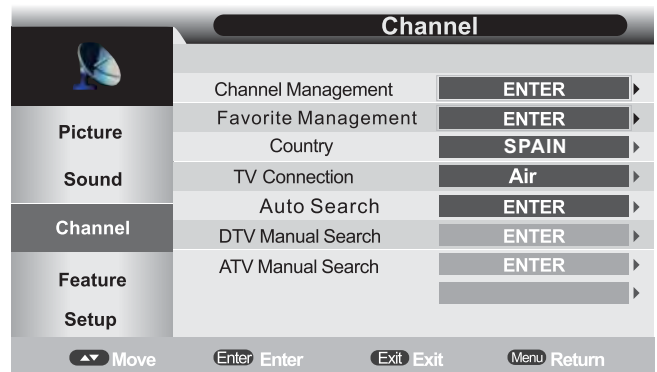 Channel
Channel Management ENTER
Favorite Management ENTER
Country SPAIN
TV Connection Air
Auto Search ENTER
DTV Manual Search ENTER
ATV Manual Search ENTER
Picture
Sound
Channel
Feature
Setup
Move Enter Enter Exit Exit Menu Return